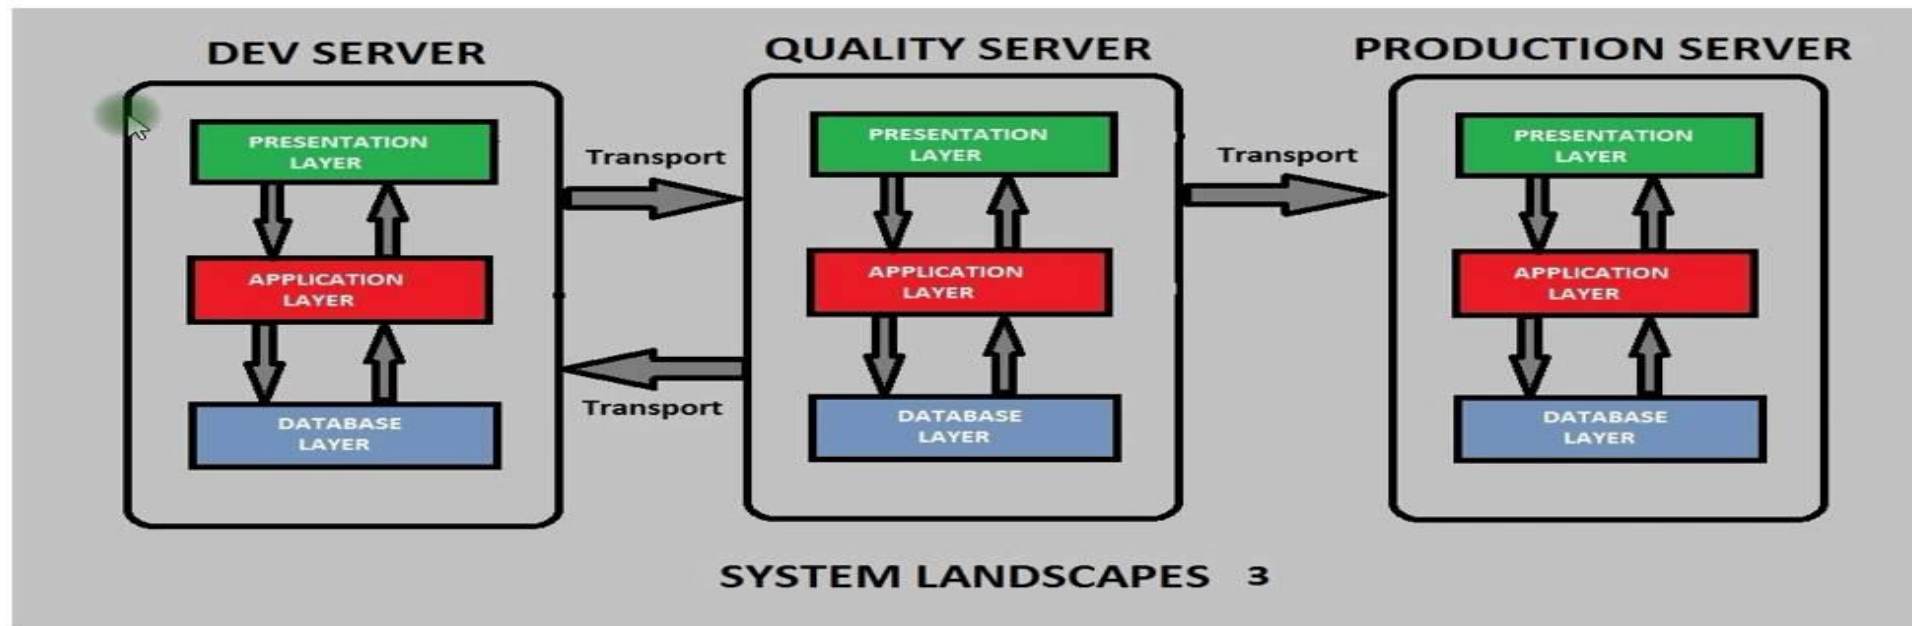 DEV SERVER
QUALITY SERVER
PRODUCTION SERVER
PRESENTATION
LAYER
APPLICATION
LAYER
DATABASE
LAYER
Transport
Transport
PRESENTATION
LAYER
APPLICATION
LAYER
DATABASE
LAYER
Transport
PRESENTATION
LAYER
APPLICATION
LAYER
DATABASE
LAYER
SYSTEM LANDSCAPES 3